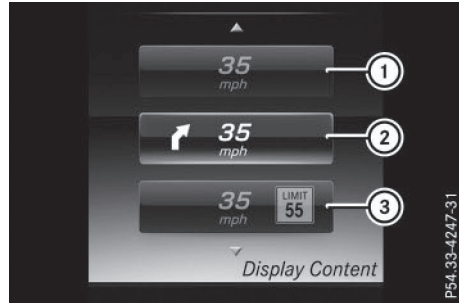 35
mph
1
35
mph
2
35
mph
LIMIT
55
3
Display Content
P54.33-4247-31